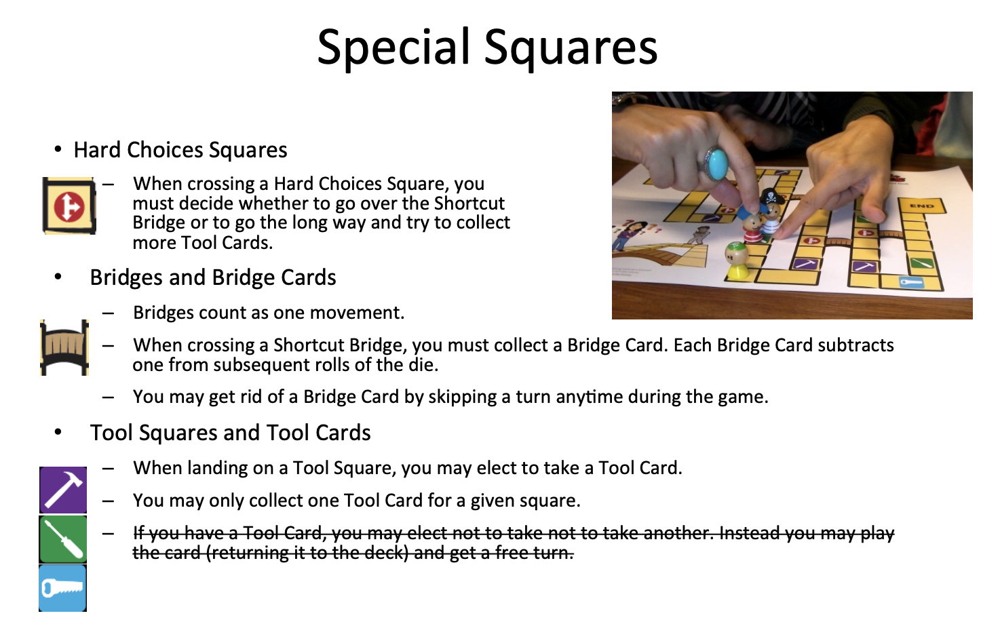 Special Squares
• Hard Choices Squares
– When crossing a Hard Choices Square, you
must decide whether to go over the Shortcut
Bridge or to go the long way and try to collect
more Tool Cards.
END
• Bridges and Bridge Cards
– Bridges count as one movement.
– When crossing a Shortcut Bridge, you must collect a Bridge Card. Each Bridge Card subtracts
one from subsequent rolls of the die.
– You may get rid of a Bridge Card by skipping a turn anytime during the game.
• Tool Squares and Tool Cards
– When landing on a Tool Square, you may elect to take a Tool Card.
– You may only collect one Tool Card for a given square.
– If you have a Tool Card, you may elect not to take not to take another. Instead you may play
the card (returning it to the deck) and get a free turn.